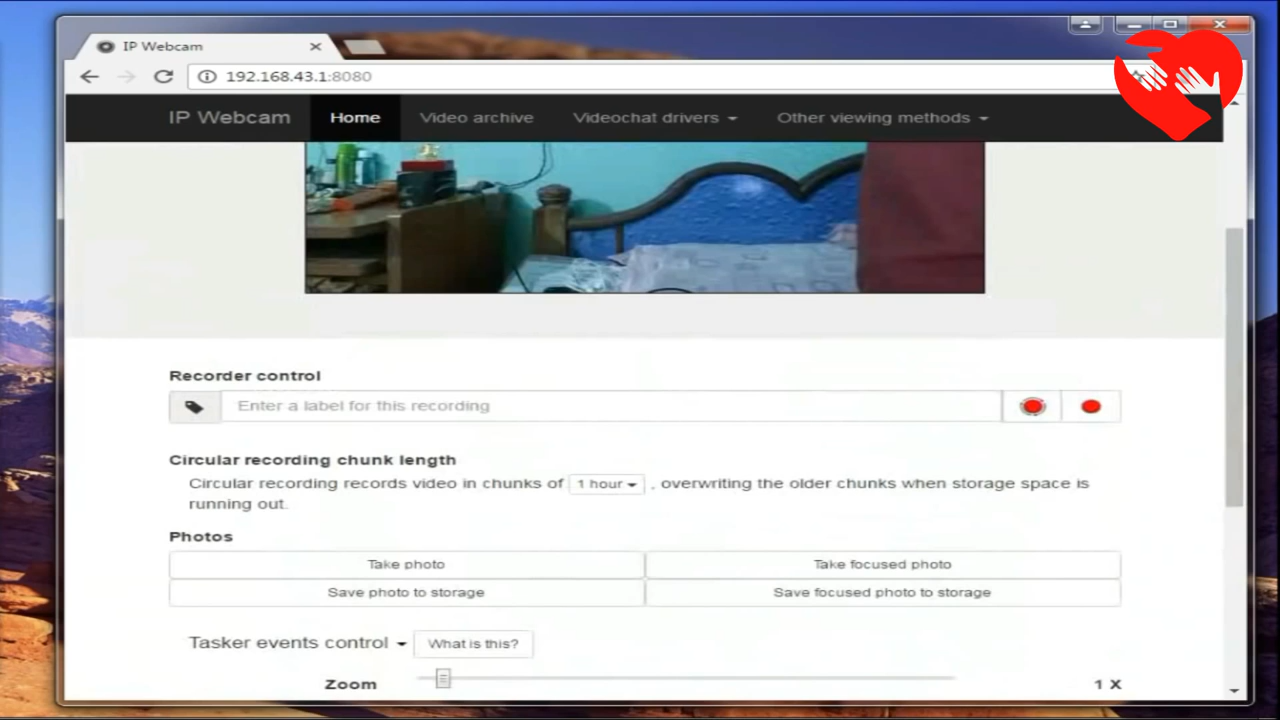 IP Webcam
192.168.43.1:8080
IP Webcam Home Video archive Videochat drivers Other viewing methods
Recorder control
Enter a label for this recording
Circular recording chunk length
Circular recording records video in chunks of 1 hour , overwriting the older chunks when storage space is
running out.
Photos
Take photo Take focused photo
Save photo to storage Save focused photo to storage
Tasker events control What is this?
Zoom 1 X